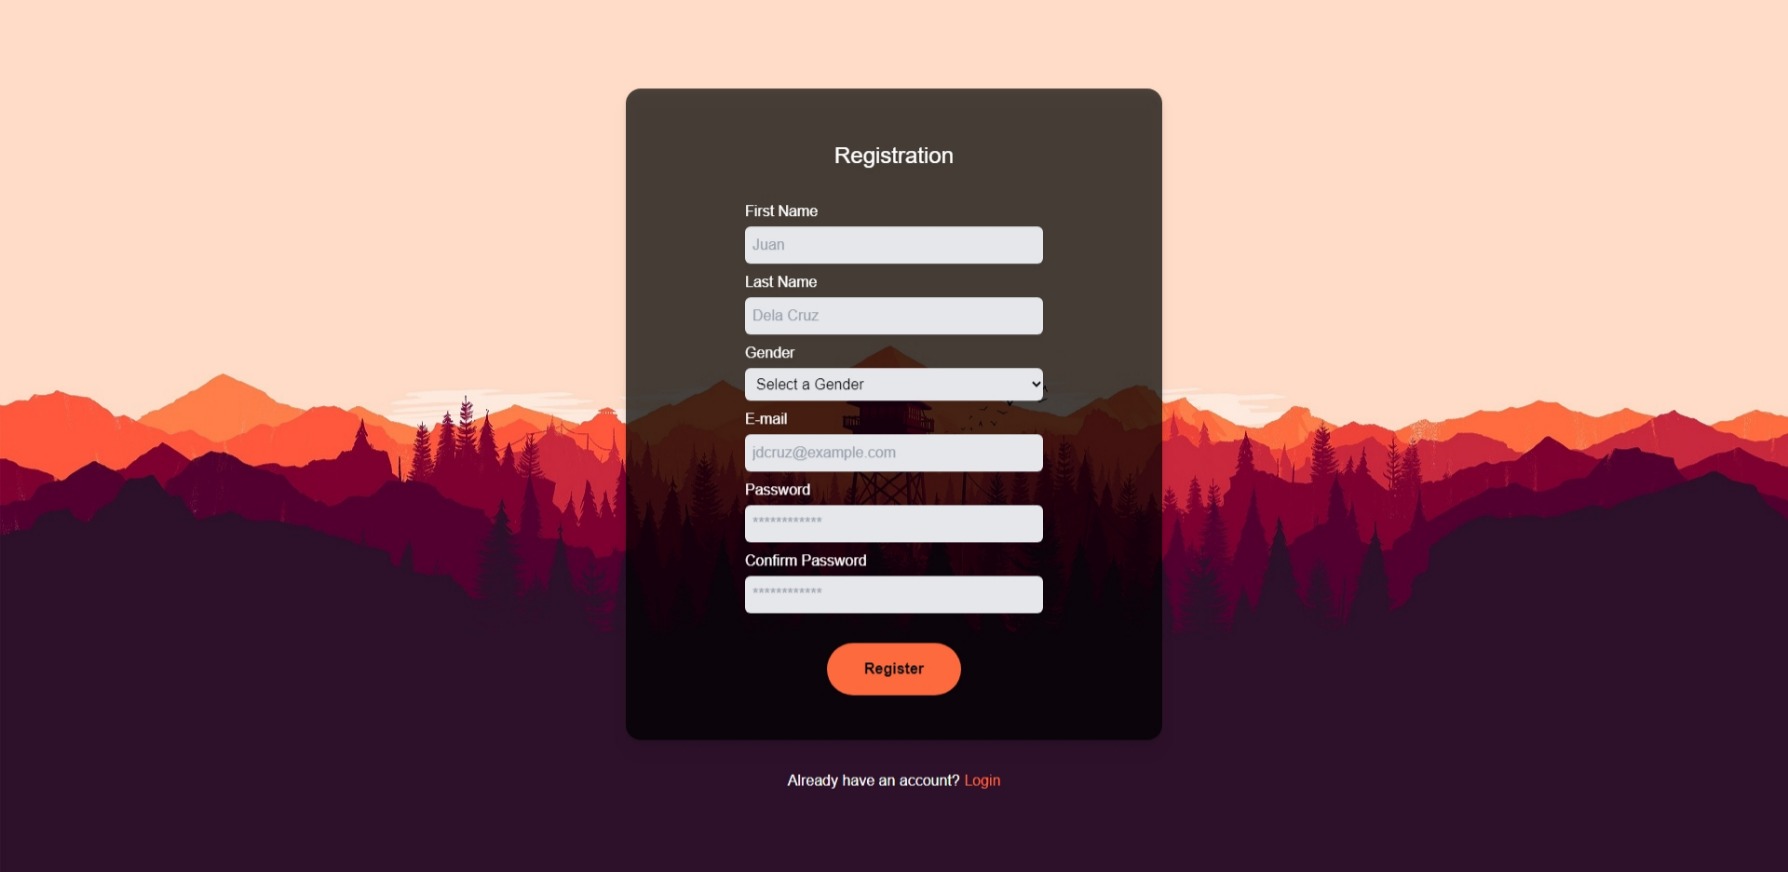 Registration
First Name
Juan
Last Name
Dela Cruz
Gender
Select a Gender
E-mail
jdcruz@example.com
Password
************
Confirm Password
************
Register
Already have an account? Login